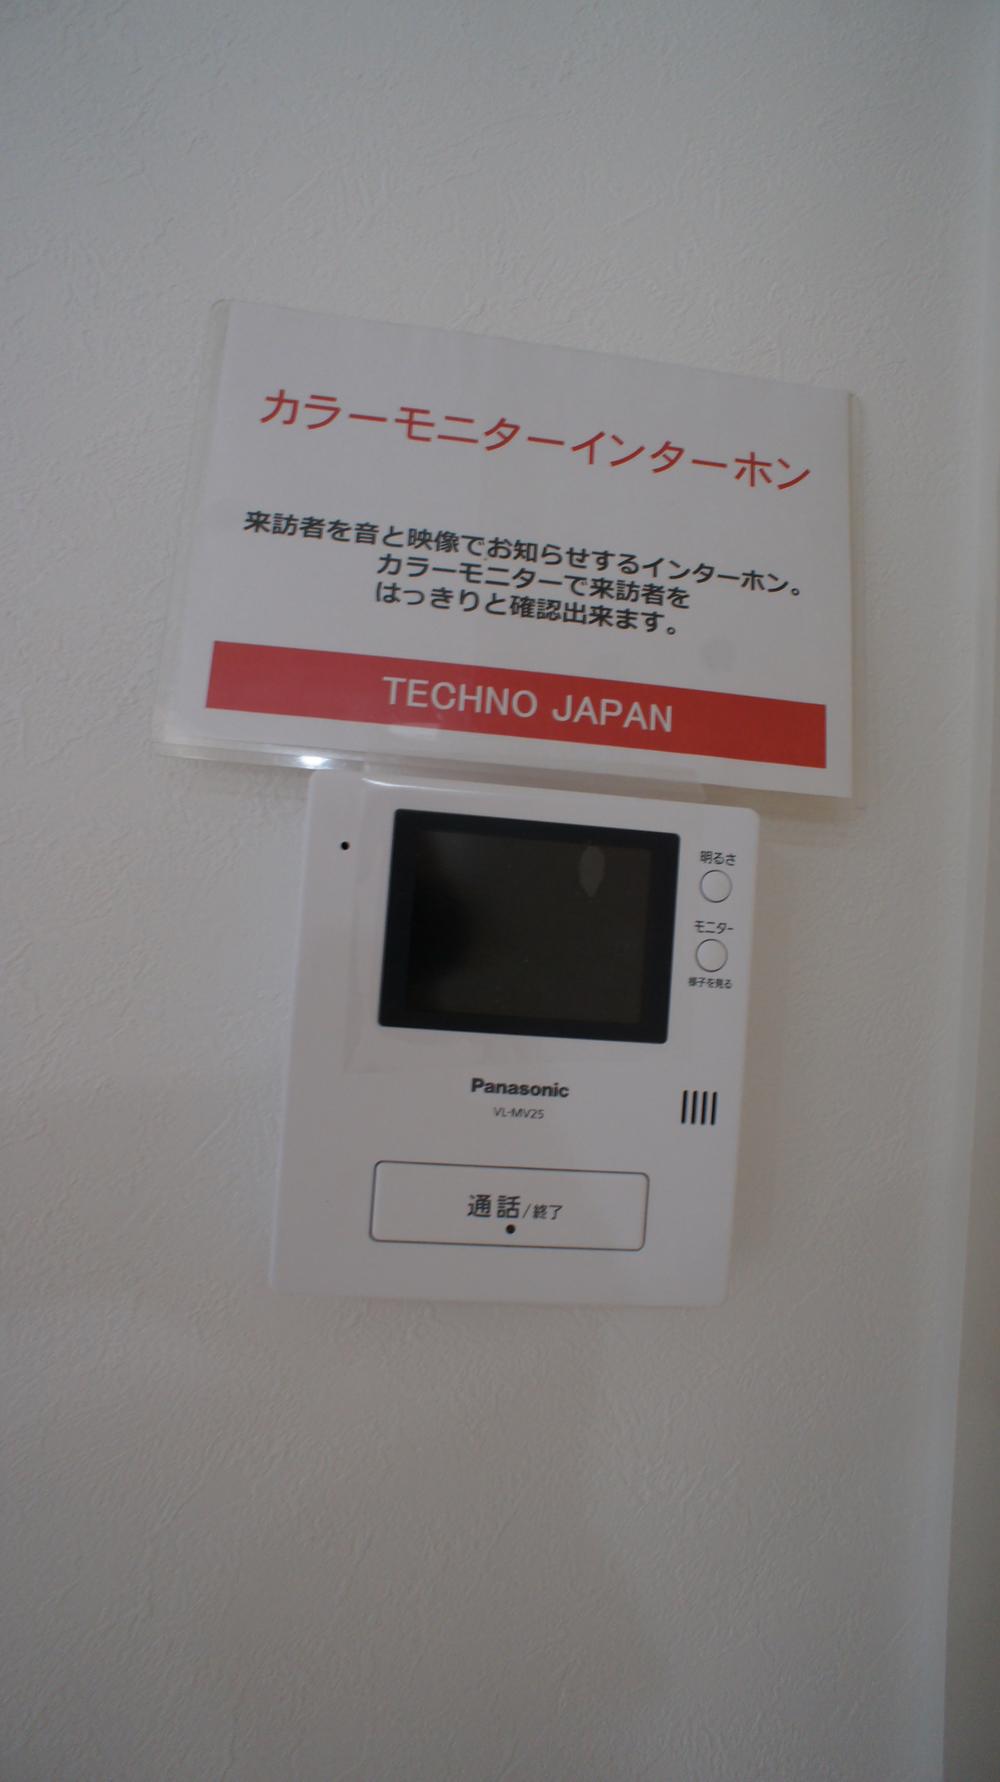 カラーモニターインターホン
来訪者を音と映像でお知らせするインターホン。
カラーモニターで来訪者を
はっきりと確認出来ます。
TECHNO JAPAN
明るさ
モニター
様子を見る
Panasonic
VL-MV25
通話/終了